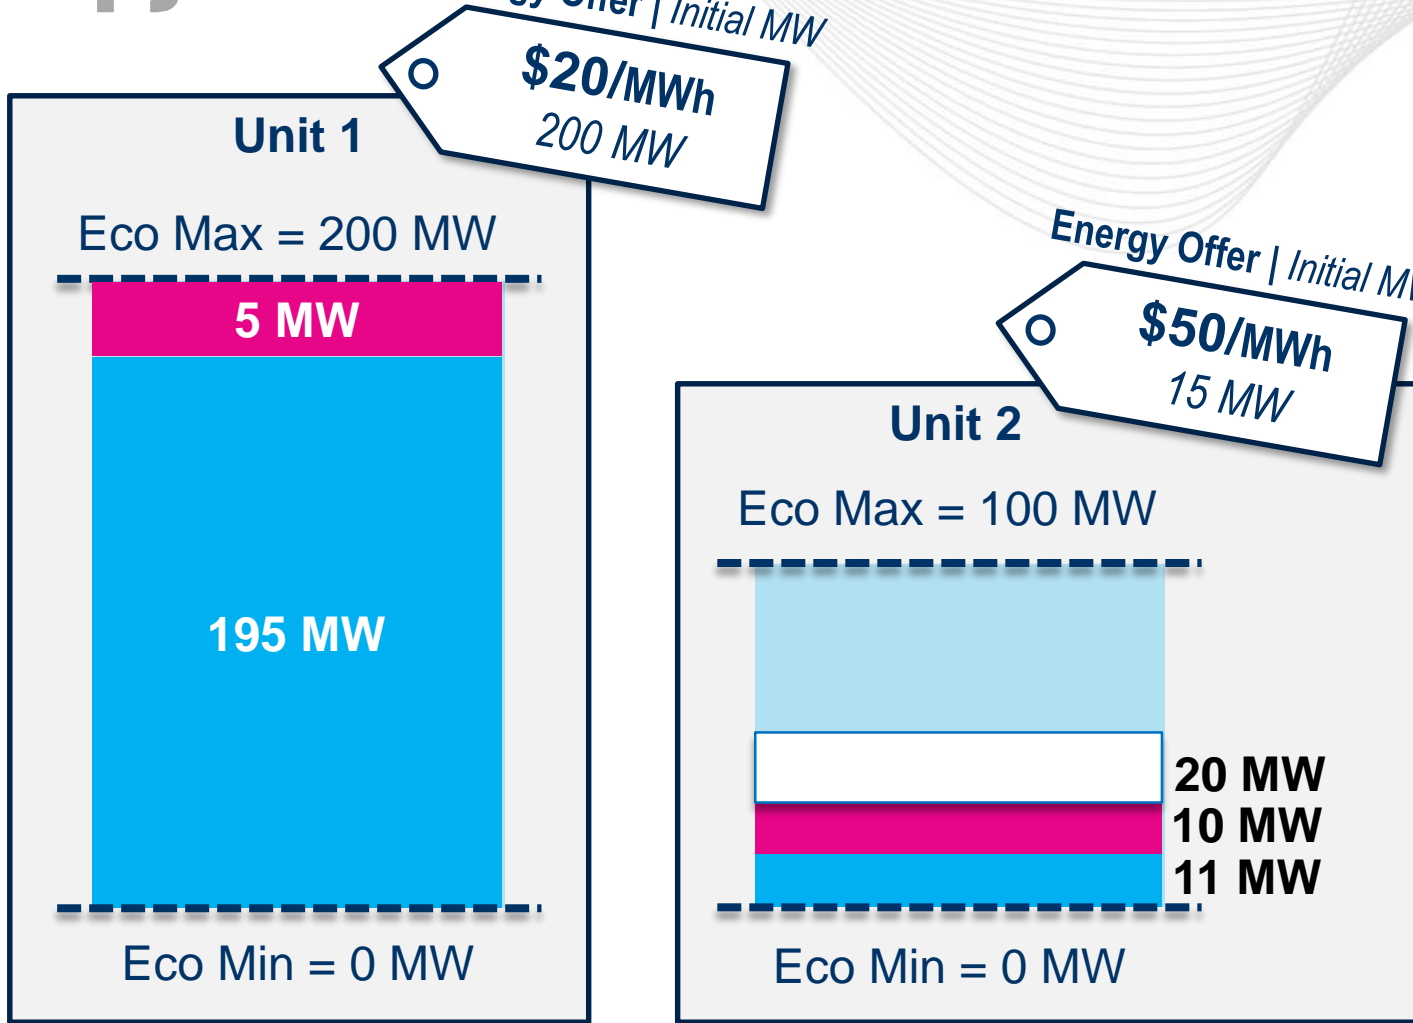 Offer | Initial MW
$20/MWh
200 MW
Unit 1
Eco Max = 200 MW
5 MW
195 MW
Eco Min = 0 MW
Energy Offer | Initial
$50/MWh
15 MW
Unit 2
Eco Max = 100 MW
20 MW
10 MW
11 MW
Eco Min = 0 MW